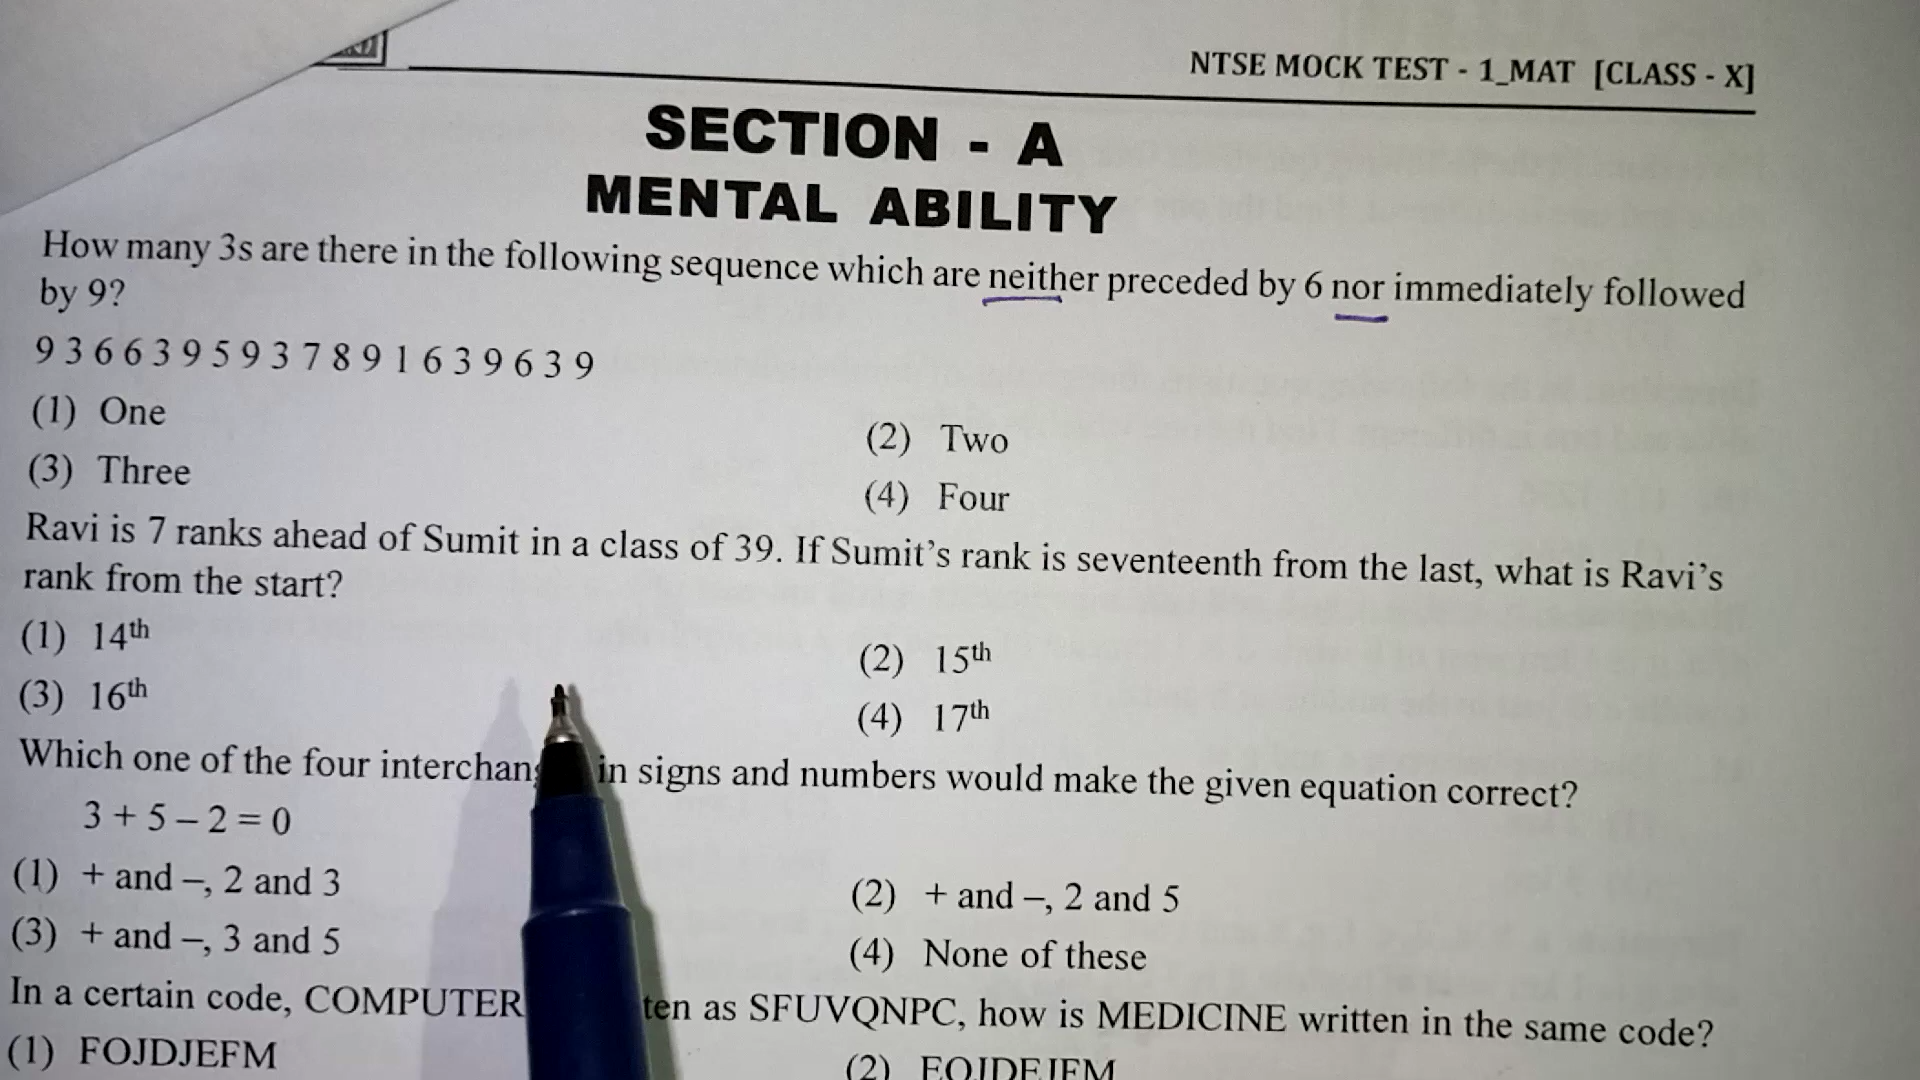 NTSE MOCK TEST - 1_MAT [CLASS - X]
SECTION - A
MENTAL ABILITY
How many 3s are there in the following sequence which are neither preceded by 6 nor immediately followed
by 9?
9 3 6 6 3 9 5 9 3 7 8 9 1 6 3 9 6 3 9
(1) One
(2) Two
(3) Three
(4) Four
Ravi is 7 ranks ahead of Sumit in a class of 39. If Sumit's rank is seventeenth from the last, what is Ravi's
rank from the start?
(1) 14th
(2) 15th
(3) 16th
(4) 17th
Which one of the four in signs and numbers would make the given equation correct?
3 + 5 – 2 = 0
(1) + and –, 2 and 3
(2) + and –, 2 and 5
(3) + and –, 3 and 5
(4) None of these
In a certain code, COMPUTER as SFUVQNPC, how is MEDICINE written in the same code?
(1) FOJDJEFM
(2) EOJDEJFM